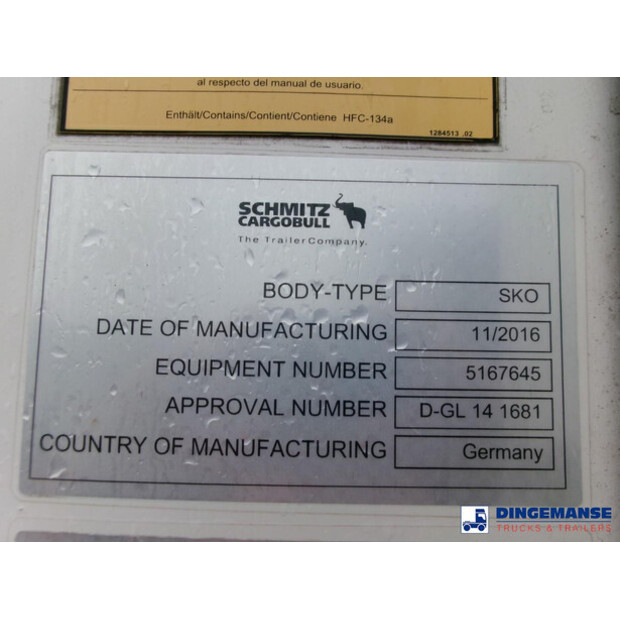 al respecto del manual de usuario.
Enthält/Contains/Contient/Contiene HFC-134a
1284513 .02
SCHMITZ
CARGOBULL
The Trailer Company.
BODY-TYPE SKO
DATE OF MANUFACTURING 11/2016
EQUIPMENT NUMBER 5167645
APPROVAL NUMBER D-GL 14 1681
COUNTRY OF MANUFACTURING Germany
DINGEMANSE
TRUCKS & TRAILERS